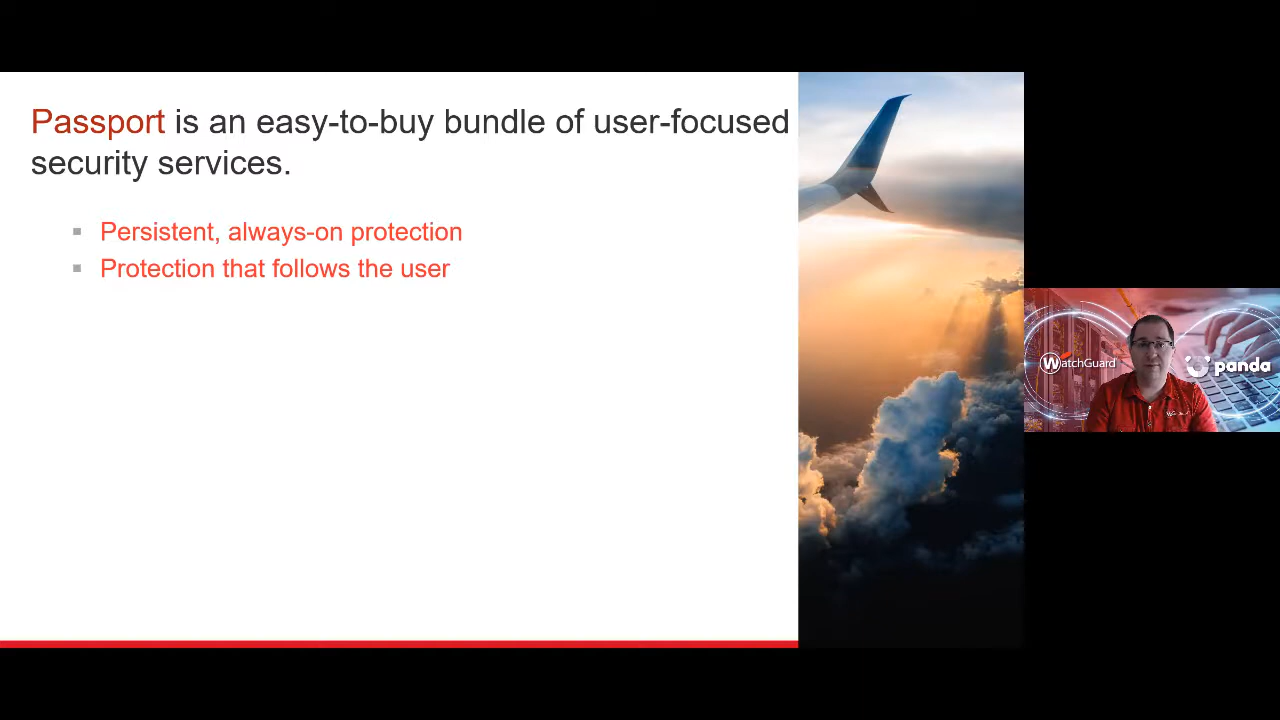 Passport is an easy-to-buy bundle of user-focused
security services.
Persistent, always-on protection
Protection that follows the user
WatchGuard
panda